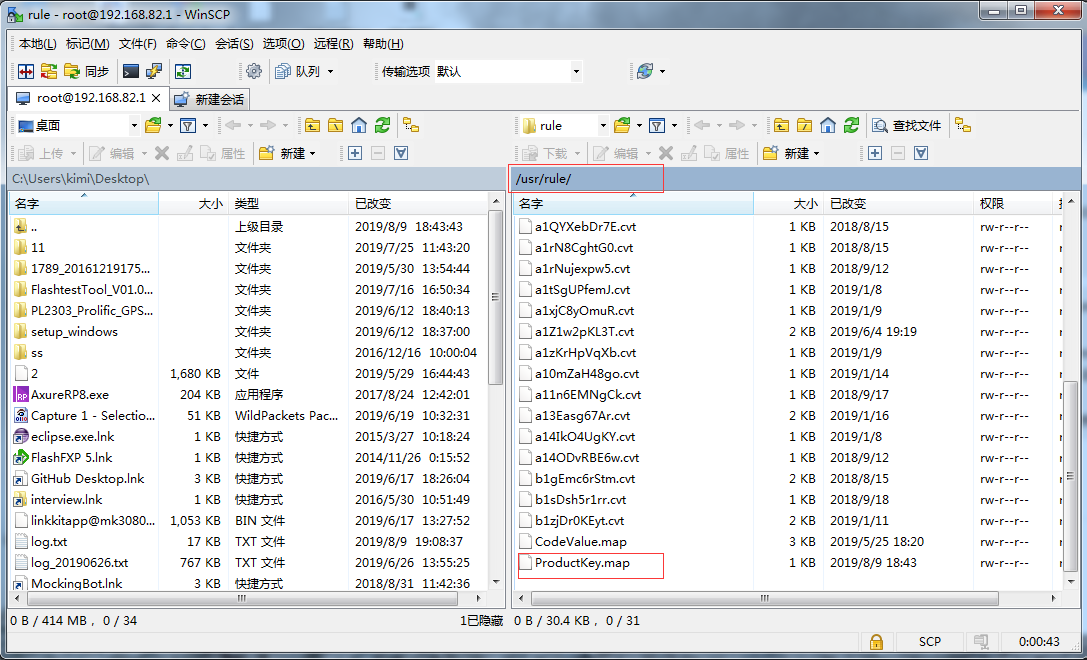 rule - root@192.168.82.1 - WinSCP
本地(L) 标记(M) 文件(F) 命令(C) 会话(S) 选项(O) 远程(R) 帮助(H)
同步 队列 传输选项 默认
root@192.168.82.1 新建会话
桌面 rule 查找文件
上传 编辑 属性 新建 下载 编辑 属性 新建
C:\Users\kimi\Desktop\ /usr/rule/
名字 大小 类型 已改变 名字 大小 已改变 权限
.. 上级目录 2019/8/9 18:43:43 a1QYXebDr7E.cvt 1 KB 2018/8/15 rw-r--r--
11 文件夹 2019/7/25 11:43:20 a1rN8CghtG0.cvt 1 KB 2018/8/15 rw-r--r--
1789_20161219175... 文件夹 2019/5/30 13:54:44 a1rNujexpw5.cvt 1 KB 2018/9/12 rw-r--r--
FlashtestTool_V01.0... 文件夹 2019/7/16 16:50:34 a1tSgUPfemJ.cvt 1 KB 2019/1/8 rw-r--r--
PL2303_Prolific_GPS... 文件夹 2019/6/12 18:40:13 a1xjC8yOmuR.cvt 1 KB 2019/1/9 rw-r--r--
setup_windows 文件夹 2019/6/12 18:37:00 a1Z1w2pKL3T.cvt 2 KB 2019/6/4 19:19 rw-r--r--
ss 文件夹 2016/12/16 10:00:04 a1zKrHpVqXb.cvt 1 KB 2019/1/9 rw-r--r--
2 1,680 KB 文件 2019/5/29 16:44:43 a10mZaH48go.cvt 1 KB 2019/1/14 rw-r--r--
AxureRP8.exe 204 KB 应用程序 2017/8/24 12:42:01 a11n6EMNgCk.cvt 1 KB 2018/9/17 rw-r--r--
Capture 1 - Selectio... 51 KB WildPackets Pac... 2019/6/19 10:32:31 a13Easg67Ar.cvt 2 KB 2019/1/16 rw-r--r--
eclipse.exe.lnk 1 KB 快捷方式 2015/3/27 10:18:24 a14IkO4UgKY.cvt 1 KB 2019/1/8 rw-r--r--
FlashFXP 5.lnk 1 KB 快捷方式 2014/11/26 0:15:52 a14ODvRBE6w.cvt 1 KB 2018/9/12 rw-r--r--
GitHub Desktop.lnk 3 KB 快捷方式 2019/6/17 18:26:04 b1gEmc6rStm.cvt 2 KB 2018/8/15 rw-r--r--
interview.lnk 1 KB 快捷方式 2016/5/30 10:51:49 b1sDsh5r1rr.cvt 1 KB 2018/9/18 rw-r--r--
linkkitapp@mk3080... 1,053 KB BIN 文件 2019/6/17 13:27:52 b1zjDr0KEyt.cvt 2 KB 2019/1/11 rw-r--r--
log.txt 17 KB TXT 文件 2019/8/9 19:08:37 CodeValue.map 3 KB 2019/5/25 18:20 rw-r--r--
log_20190626.txt 767 KB TXT 文件 2019/6/26 13:55:25 ProductKey.map 1 KB 2019/8/9 18:43 rw-r--r--
MockingBot.lnk 3 KB 快捷方式 2018/8/31 11:42:36
0 B / 414 MB， 0 / 34 1已隐藏 0 B / 30.4 KB， 0 / 31
SCP 0:00:43